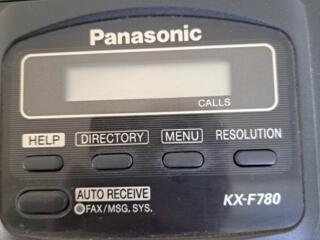 Panasonic
CALLS
HELP DIRECTORY MENU RESOLUTION
AUTO RECEIVE
FAX/MSG. SYS.
KX-F780